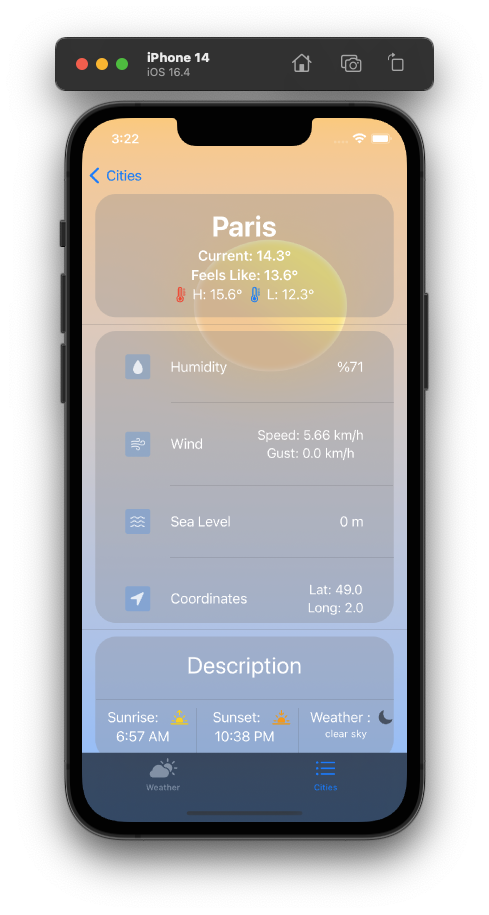 iPhone 14
iOS 16.4
3:22
Cities
Paris
Current: 14.3°
Feels Like: 13.6°
H: 15.6° L: 12.3°
Humidity %71
Wind Speed: 5.66 km/h
Gust: 0.0 km/h
Sea Level 0 m
Coordinates Lat: 49.0
Long: 2.0
Description
Sunrise: Sunset: Weather :
6:57 AM 10:38 PM clear sky
Weather Cities